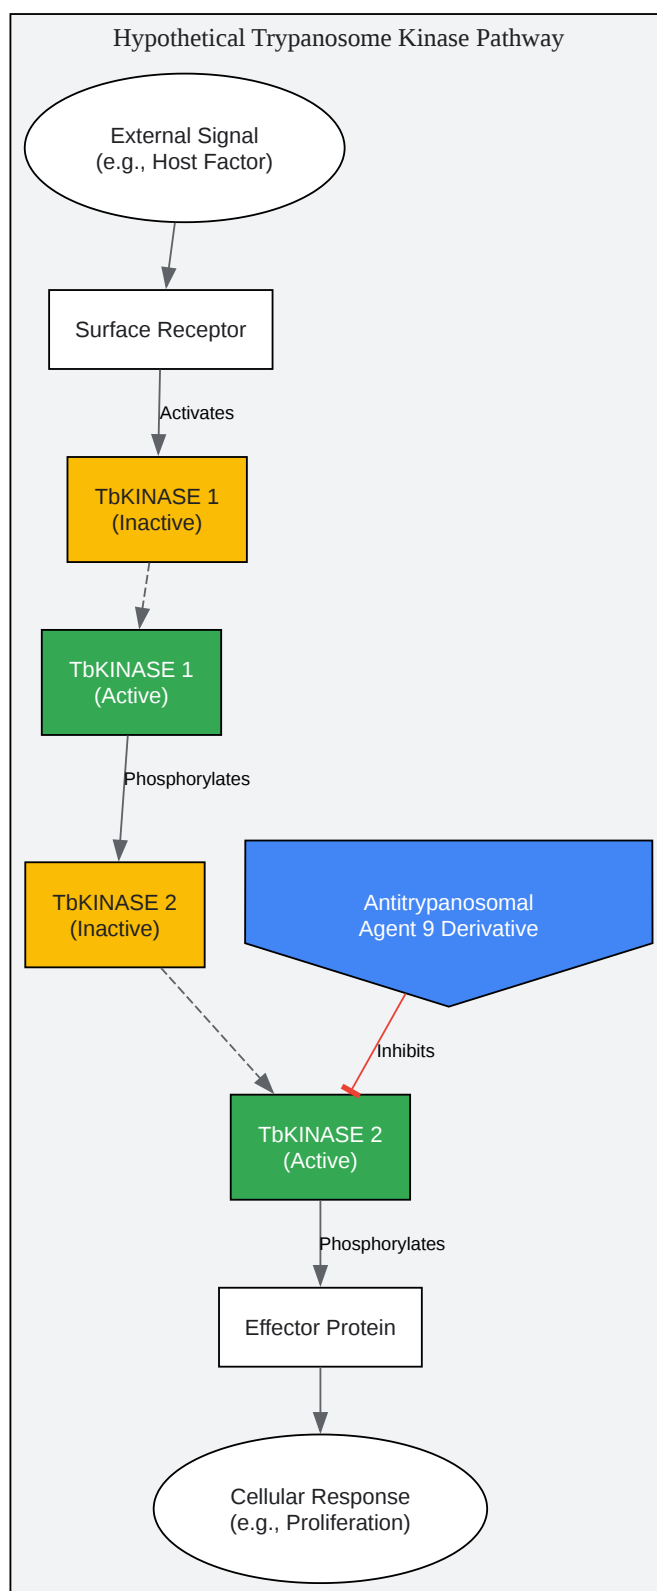 Hypothetical Trypanosome Kinase Pathway
External Signal
(e.g., Host Factor)
Surface Receptor
Activates
TbKINASE 1
(Inactive)
TbKINASE 1
(Active)
Phosphorylates
TbKINASE 2
(Inactive)
Antitrypanosomal
Agent 9 Derivative
Inhibits
TbKINASE 2
(Active)
Phosphorylates
Effector Protein
Cellular Response
(e.g., Proliferation)